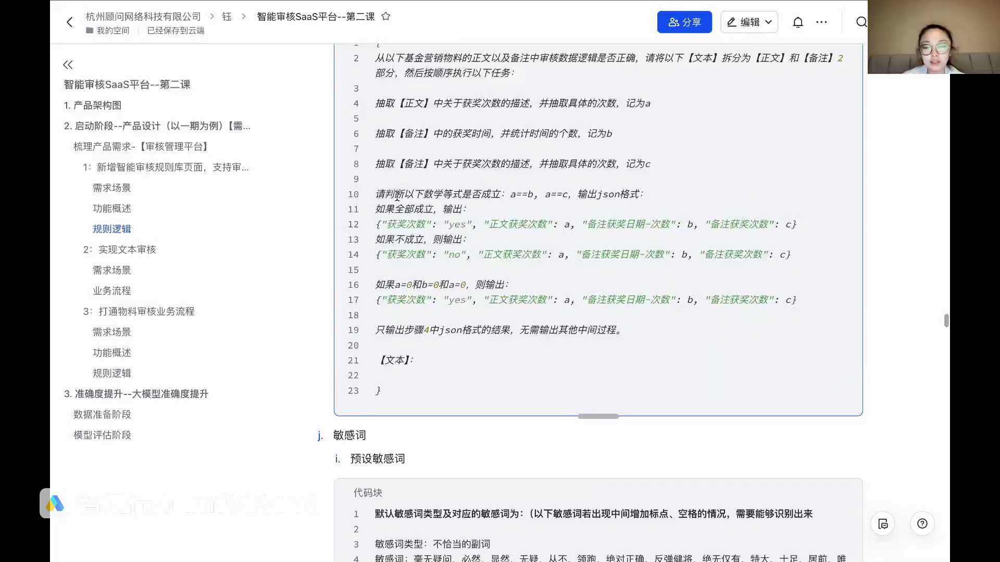 杭州顾问网络科技有限公司 > 钰 > 智能审核SaaS平台--第二课
我的空间 已经保存到云端
分享
编辑
智能审核SaaS平台--第二课
1. 产品架构图
2. 启动阶段--产品设计（以一期为例）【需...
梳理产品需求-【审核管理平台】
1：新增智能审核规则库页面，支持审...
需求场景
功能概述
规则逻辑
2：实现文本审核
需求场景
业务流程
3：打通物料审核业务流程
需求场景
功能概述
规则逻辑
3. 准确度提升--大模型准确度提升
数据准备阶段
模型评估阶段
1 {
2 从以下基金营销物料的正文以及备注中审核数据逻辑是否正确，请将以下【文本】拆分为【正文】和【备注】2
部分，然后按顺序执行以下任务：
3
4 抽取【正文】中关于获奖次数的描述，并抽取具体的次数，记为a
5
6 抽取【备注】中的获奖时间，并统计时间的个数，记为b
7
8 抽取【备注】中关于获奖次数的描述，并抽取具体的次数，记为c
9
10 请判断以下数学等式是否成立：a==b, a==c，输出json格式：
11 如果全部成立，输出：
12 {"获奖次数": "yes", "正文获奖次数": a, "备注获奖日期-次数": b, "备注获奖次数": c}
13 如果不成立，则输出：
14 {"获奖次数": "no", "正文获奖次数": a, "备注获奖日期-次数": b, "备注获奖次数": c}
15
16 如果a=0和b=0和a=0，则输出：
17 {"获奖次数": "yes", "正文获奖次数": a, "备注获奖日期-次数": b, "备注获奖次数": c}
18
19 只输出步骤4中json格式的结果，无需输出其他中间过程。
20
21 【文本】：
22
23 }
j. 敏感词
i. 预设敏感词
代码块
1 默认敏感词类型及对应的敏感词为：（以下敏感词若出现中间增加标点、空格的情况，需要能够识别出来
2
3 敏感词类型：不恰当的副词
4 敏感词：毫无疑问、必然、显然、无疑、从不、领跑、绝对正确、反弹健将、绝无仅有、特大、十足、居前、唯